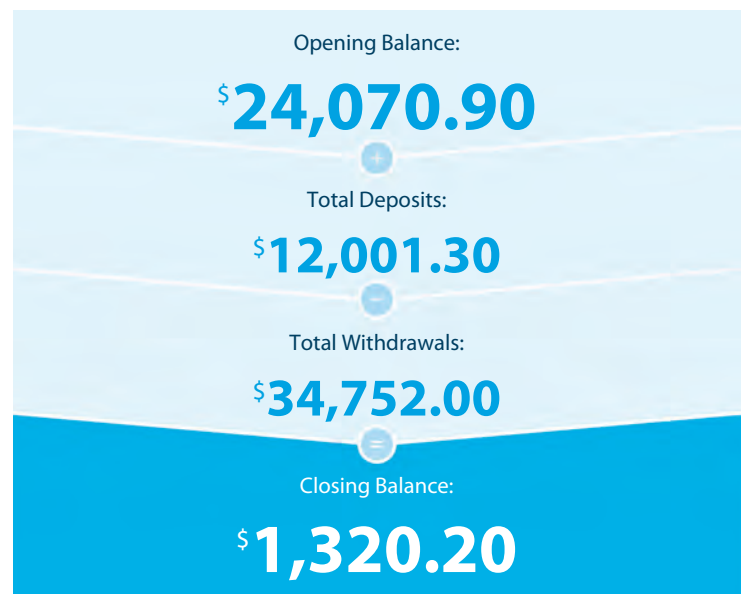 Opening Balance:
$24,070.90
+
Total Deposits:
$12,001.30
−
Total Withdrawals:
$34,752.00
=
Closing Balance:
$1,320.20